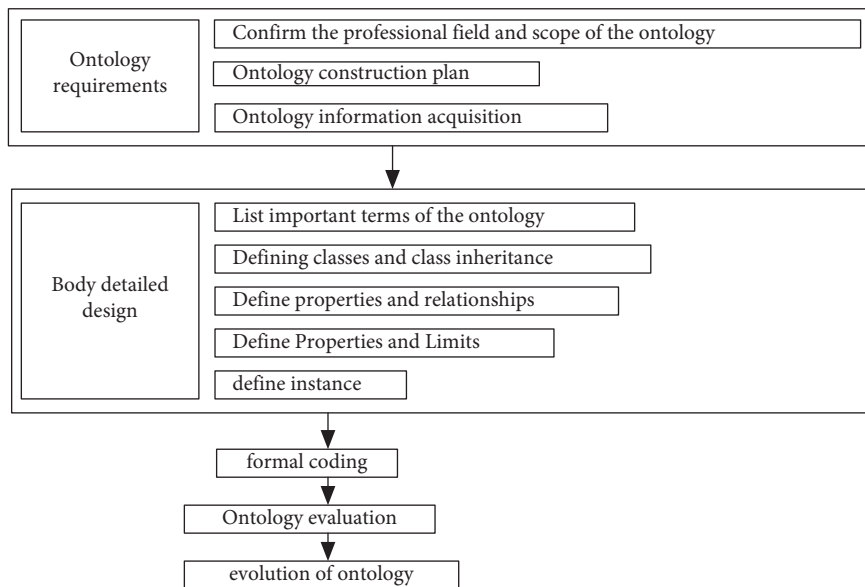 Ontology
requirements
Confirm the professional field and scope of the ontology
Ontology construction plan
Ontology information acquisition
Body detailed
design
List important terms of the ontology
Defining classes and class inheritance
Define properties and relationships
Define Properties and Limits
define instance
formal coding
Ontology evaluation
evolution of ontology